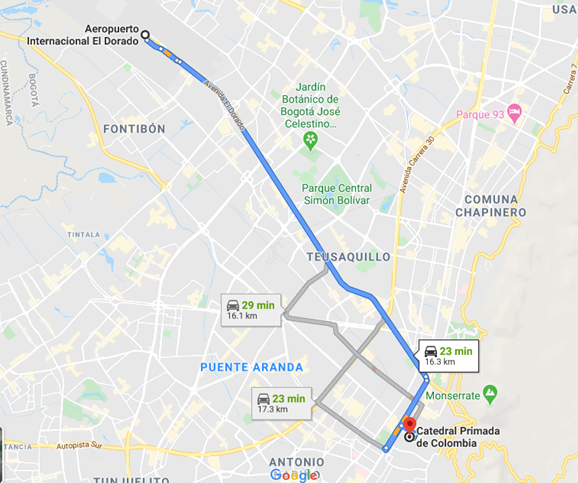 USA
Aeropuerto
Internacional El Dorado
CUNDINAMARCA
BOGOTÁ
Avenida El Dorado
Jardín
Botánico de
Bogotá José
Celestino...
Carrera 7
Parque 93
FONTIBÓN
Avenida Carrera 30
Parque Central
Simón Bolívar
COMUNA
CHAPINERO
TINTALA
TEUSAQUILLO
29 min
16.1 km
23 min
16.3 km
PUENTE ARANDA
23 min
17.3 km
Monserrate
Catedral Primada
de Colombia
TANCIA
Autopista Sur
ANTONIO
Google
TUNJUELITO